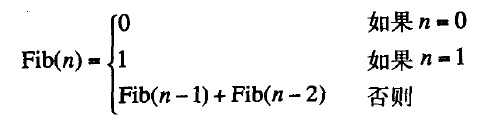 0 如果 n = 0
Fib(n) = 1 如果 n = 1
Fib(n − 1) + Fib(n − 2) 否则